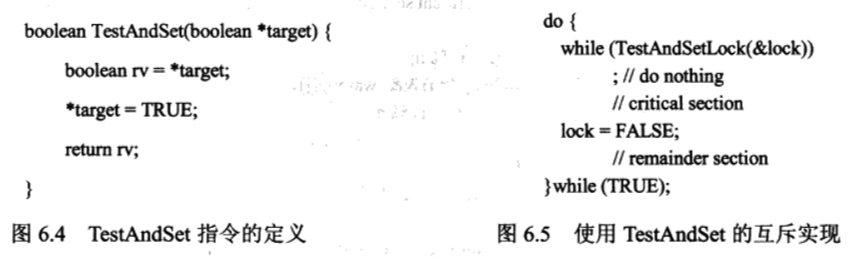 boolean TestAndSet(boolean *target) {
boolean rv = *target;
*target = TRUE;
return rv;
}
图 6.4 TestAndSet 指令的定义
do {
while (TestAndSetLock(&lock))
; // do nothing
// critical section
lock = FALSE;
// remainder section
}while (TRUE);
图 6.5 使用 TestAndSet 的互斥实现